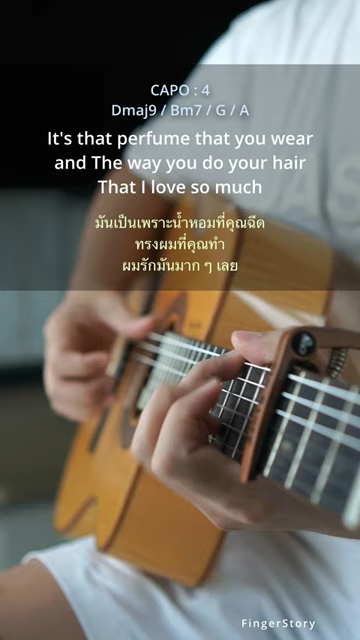 CAPO : 4
Dmaj9 / Bm7 / G / A
It's that perfume that you wear
and The way you do your hair
That I love so much
มันเป็นเพราะน้ำหอมที่คุณฉีด
ทรงผมที่คุณทำ
ผมรักมันมาก ๆ เลย
FingerStory